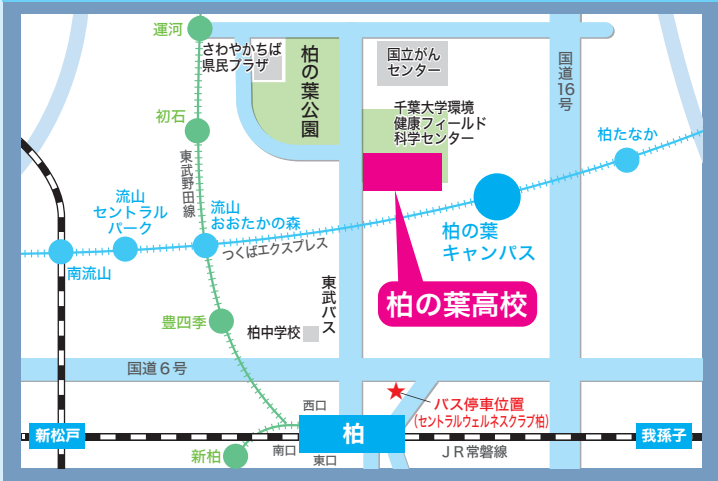 運河
さわやかちば
県民プラザ
柏の葉公園
国立がん
センター
国道16号
千葉大学環境
健康フィールド
科学センター
初石
柏たなか
東武野田線
流山
セントラル
パーク
流山
おおたかの森
柏の葉
キャンパス
つくばエクスプレス
南流山
東武バス
柏の葉高校
豊四季
柏中学校
国道６号
西口
バス停車位置
(セントラルウェルネスクラブ柏)
新松戸
柏
我孫子
新柏
南口
東口
ＪＲ常磐線